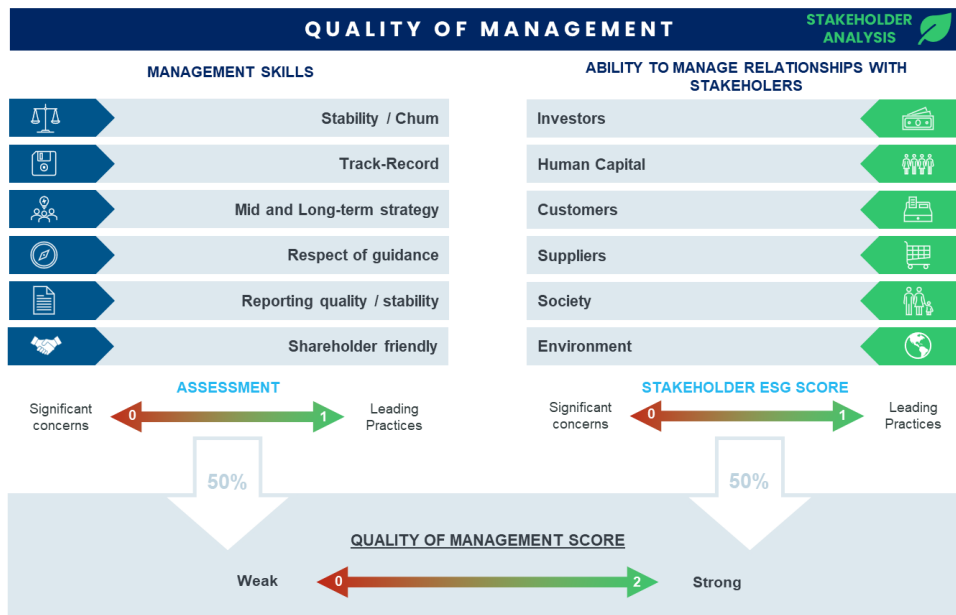 QUALITY OF MANAGEMENT
STAKEHOLDER
ANALYSIS
MANAGEMENT SKILLS
Stability / Chum
Track-Record
Mid and Long-term strategy
Respect of guidance
Reporting quality / stability
Shareholder friendly
ASSESSMENT
Significant
concerns
0
1
Leading
Practices
50%
ABILITY TO MANAGE RELATIONSHIPS WITH
STAKEHOLERS
Investors
Human Capital
Customers
Suppliers
Society
Environment
STAKEHOLDER ESG SCORE
Significant
concerns
0
1
Leading
Practices
50%
QUALITY OF MANAGEMENT SCORE
Weak
0
2
Strong